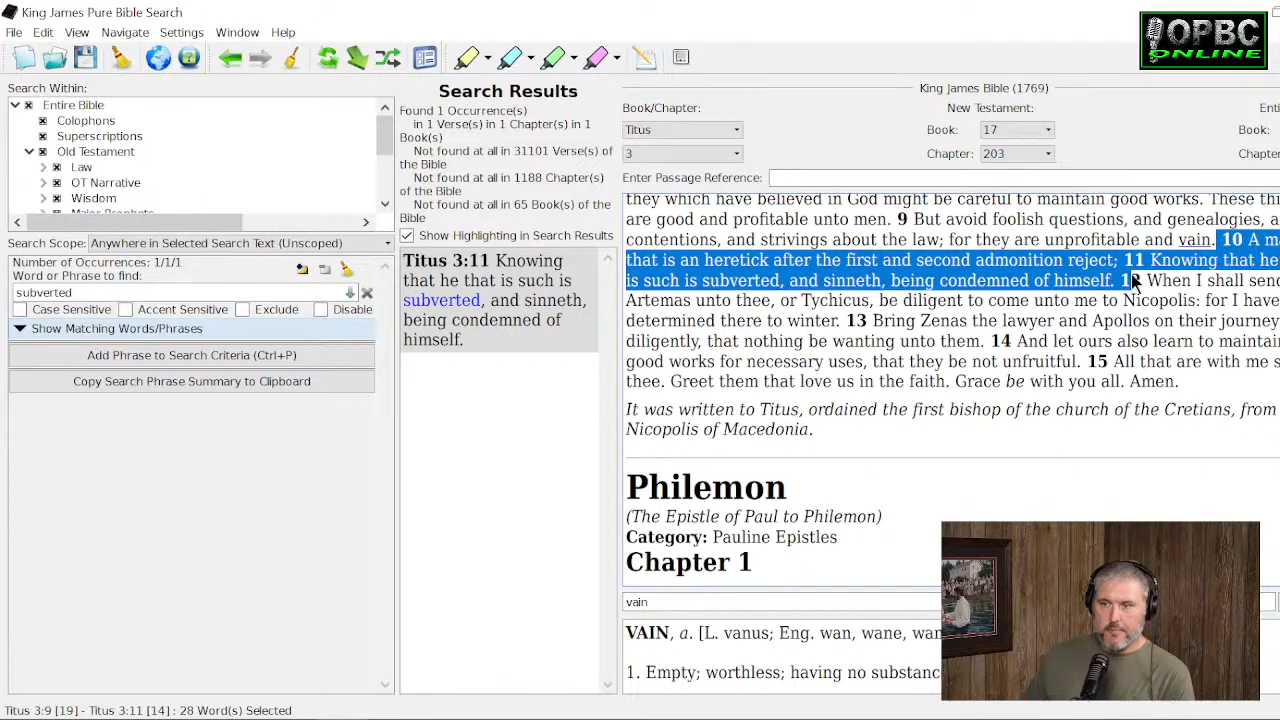 King James Pure Bible Search
OPBC
ONLINE
File Edit View Navigate Settings Window Help
Search Within:
Entire Bible
Colophons
Superscriptions
Old Testament
Law
OT Narrative
Wisdom
Search Scope: Anywhere in Selected Search Text (Unscoped)
Number of Occurrences: 1/1/1
Word or Phrase to find:
subverted
Case Sensitive Accent Sensitive Exclude Disable
Show Matching Words/Phrases
Add Phrase to Search Criteria (Ctrl+P)
Copy Search Phrase Summary to Clipboard
Search Results
Found 1 Occurrence(s)
in 1 Verse(s) in 1 Chapter(s) in 1
Book(s)
Not found at all in 31101 Verse(s) of
the Bible
Not found at all in 1188 Chapter(s)
of the Bible
Not found at all in 65 Book(s) of the
Bible
Show Highlighting in Search Results
Titus 3:11 Knowing
that he that is such is
subverted, and sinneth,
being condemned of
himself.
King James Bible (1769)
Book/Chapter: New Testament:
Titus Book: 17 Book:
3 Chapter: 203
Enter Passage Reference:
they which have believed in God might be careful to maintain good works. These
are good and profitable unto men. 9 But avoid foolish questions, and genealogies,
contentions, and strivings about the law; for they are unprofitable and vain. 10 A
that is an heretick after the first and second admonition reject; 11 Knowing that he
is such is subverted, and sinneth, being condemned of himself. 12 When I shall
Artemas unto thee, or Tychicus, be diligent to come unto me to Nicopolis: for I have
determined there to winter. 13 Bring Zenas the lawyer and Apollos on their journey
diligently, that nothing be wanting unto them. 14 And let ours also learn to
good works for necessary uses, that they be not unfruitful. 15 All that are with me
thee. Greet them that love us in the faith. Grace be with you all. Amen.
It was written to Titus, ordained the first bishop of the church of the Cretians, from
Nicopolis of Macedonia.
Philemon
(The Epistle of Paul to Philemon)
Category: Pauline Epistles
Chapter 1
vain
VAIN, a. [L. vanus; Eng. wan, wane,
1. Empty; worthless; having no
Titus 3:9 [19] - Titus 3:11 [14] : 28 Word(s) Selected